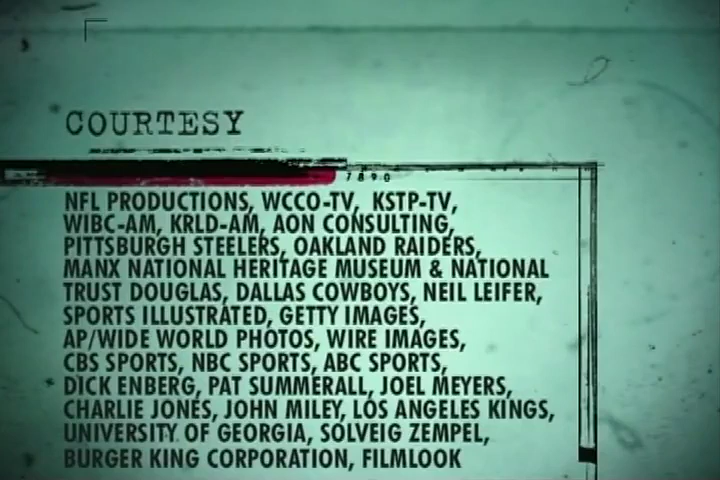 COURTESY
7890
NFL PRODUCTIONS, WCCO-TV, KSTP-TV,
WIBC-AM, KRLD-AM, AON CONSULTING,
PITTSBURGH STEELERS, OAKLAND RAIDERS,
MANX NATIONAL HERITAGE MUSEUM & NATIONAL
TRUST DOUGLAS, DALLAS COWBOYS, NEIL LEIFER,
SPORTS ILLUSTRATED, GETTY IMAGES,
AP/WIDE WORLD PHOTOS, WIRE IMAGES,
CBS SPORTS, NBC SPORTS, ABC SPORTS,
DICK ENBERG, PAT SUMMERALL, JOEL MEYERS,
CHARLIE JONES, JOHN MILEY, LOS ANGELES KINGS,
UNIVERSITY OF GEORGIA, SOLVEIG ZEMPEL,
BURGER KING CORPORATION, FILMLOOK